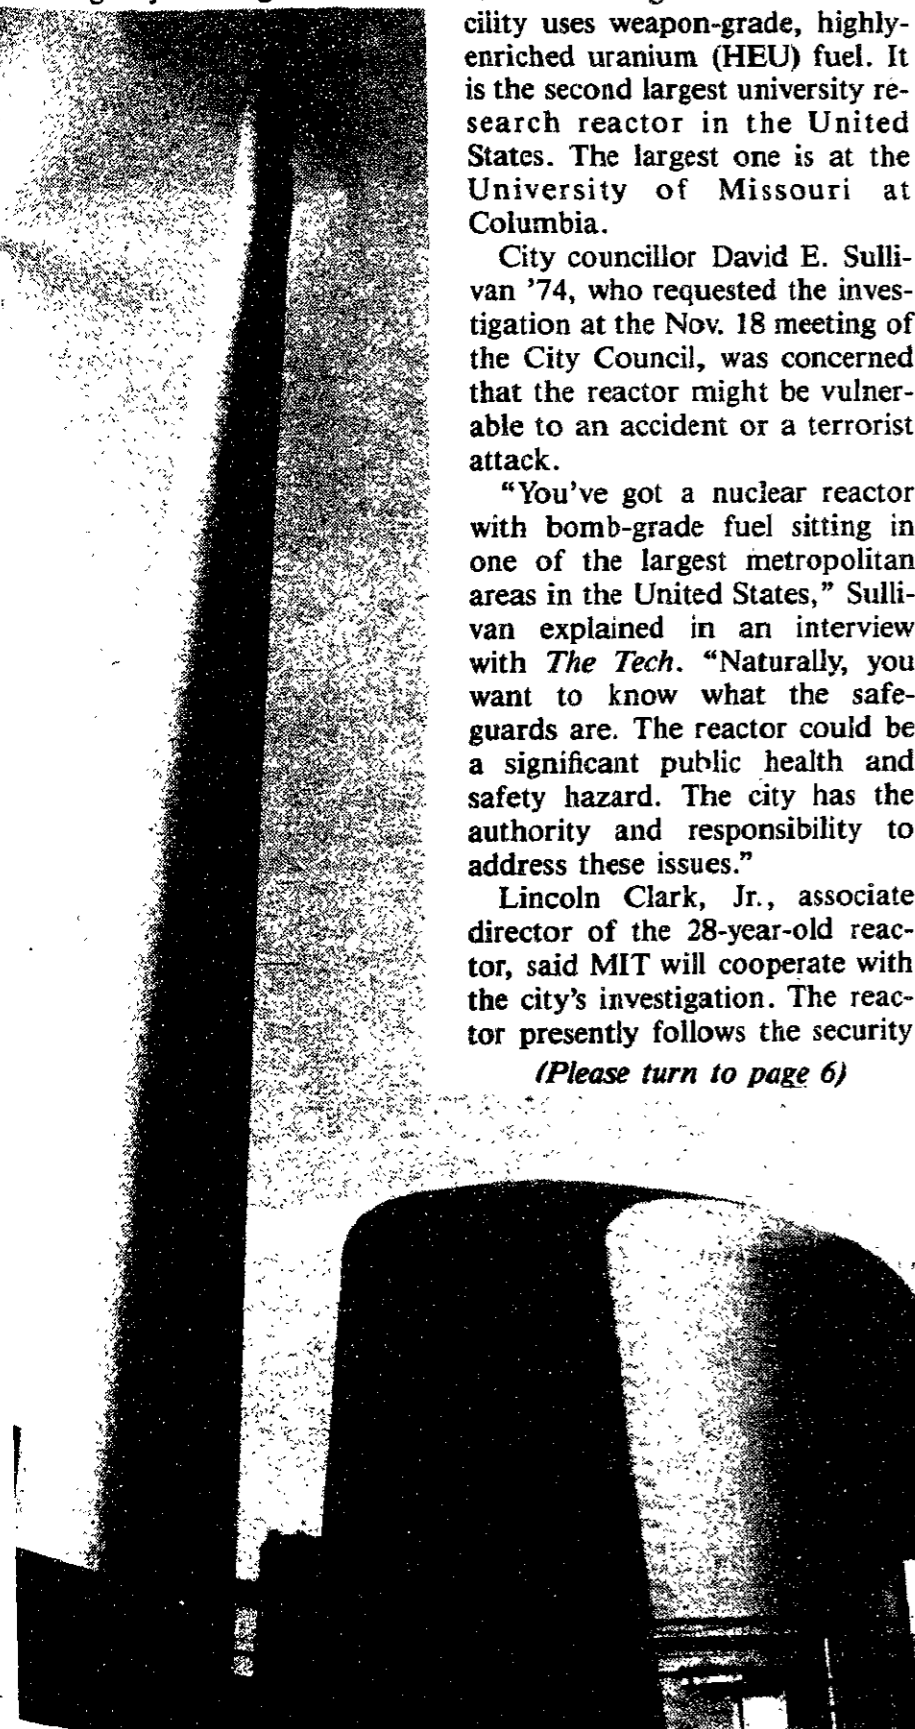 cility uses weapon-grade, highly-
enriched uranium (HEU) fuel. It
is the second largest university re-
search reactor in the United
States. The largest one is at the
University of Missouri at
Columbia.
City councillor David E. Sulli-
van '74, who requested the inves-
tigation at the Nov. 18 meeting of
the City Council, was concerned
that the reactor might be vulner-
able to an accident or a terrorist
attack.
"You've got a nuclear reactor
with bomb-grade fuel sitting in
one of the largest metropolitan
areas in the United States," Sulli-
van explained in an interview
with The Tech. "Naturally, you
want to know what the safe-
guards are. The reactor could be
a significant public health and
safety hazard. The city has the
authority and responsibility to
address these issues."
Lincoln Clark, Jr., associate
director of the 28-year-old reac-
tor, said MIT will cooperate with
the city's investigation. The reac-
tor presently follows the security
(Please turn to page 6)